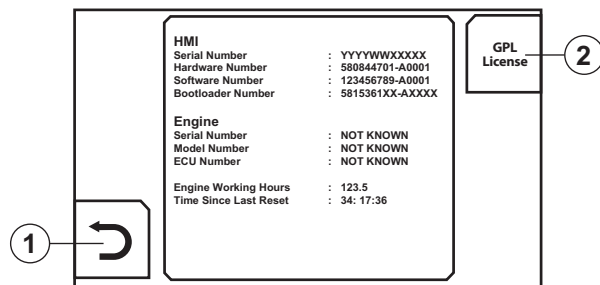 HMI
Serial Number : YYYYWWXXXXX
Hardware Number : 580844701-A0001
Software Number : 123456789-A0001
Bootloader Number : 5815361XX-AXXXX
Engine
Serial Number : NOT KNOWN
Model Number : NOT KNOWN
ECU Number : NOT KNOWN
Engine Working Hours : 123.5
Time Since Last Reset : 34: 17:36
GPL
License
2
1